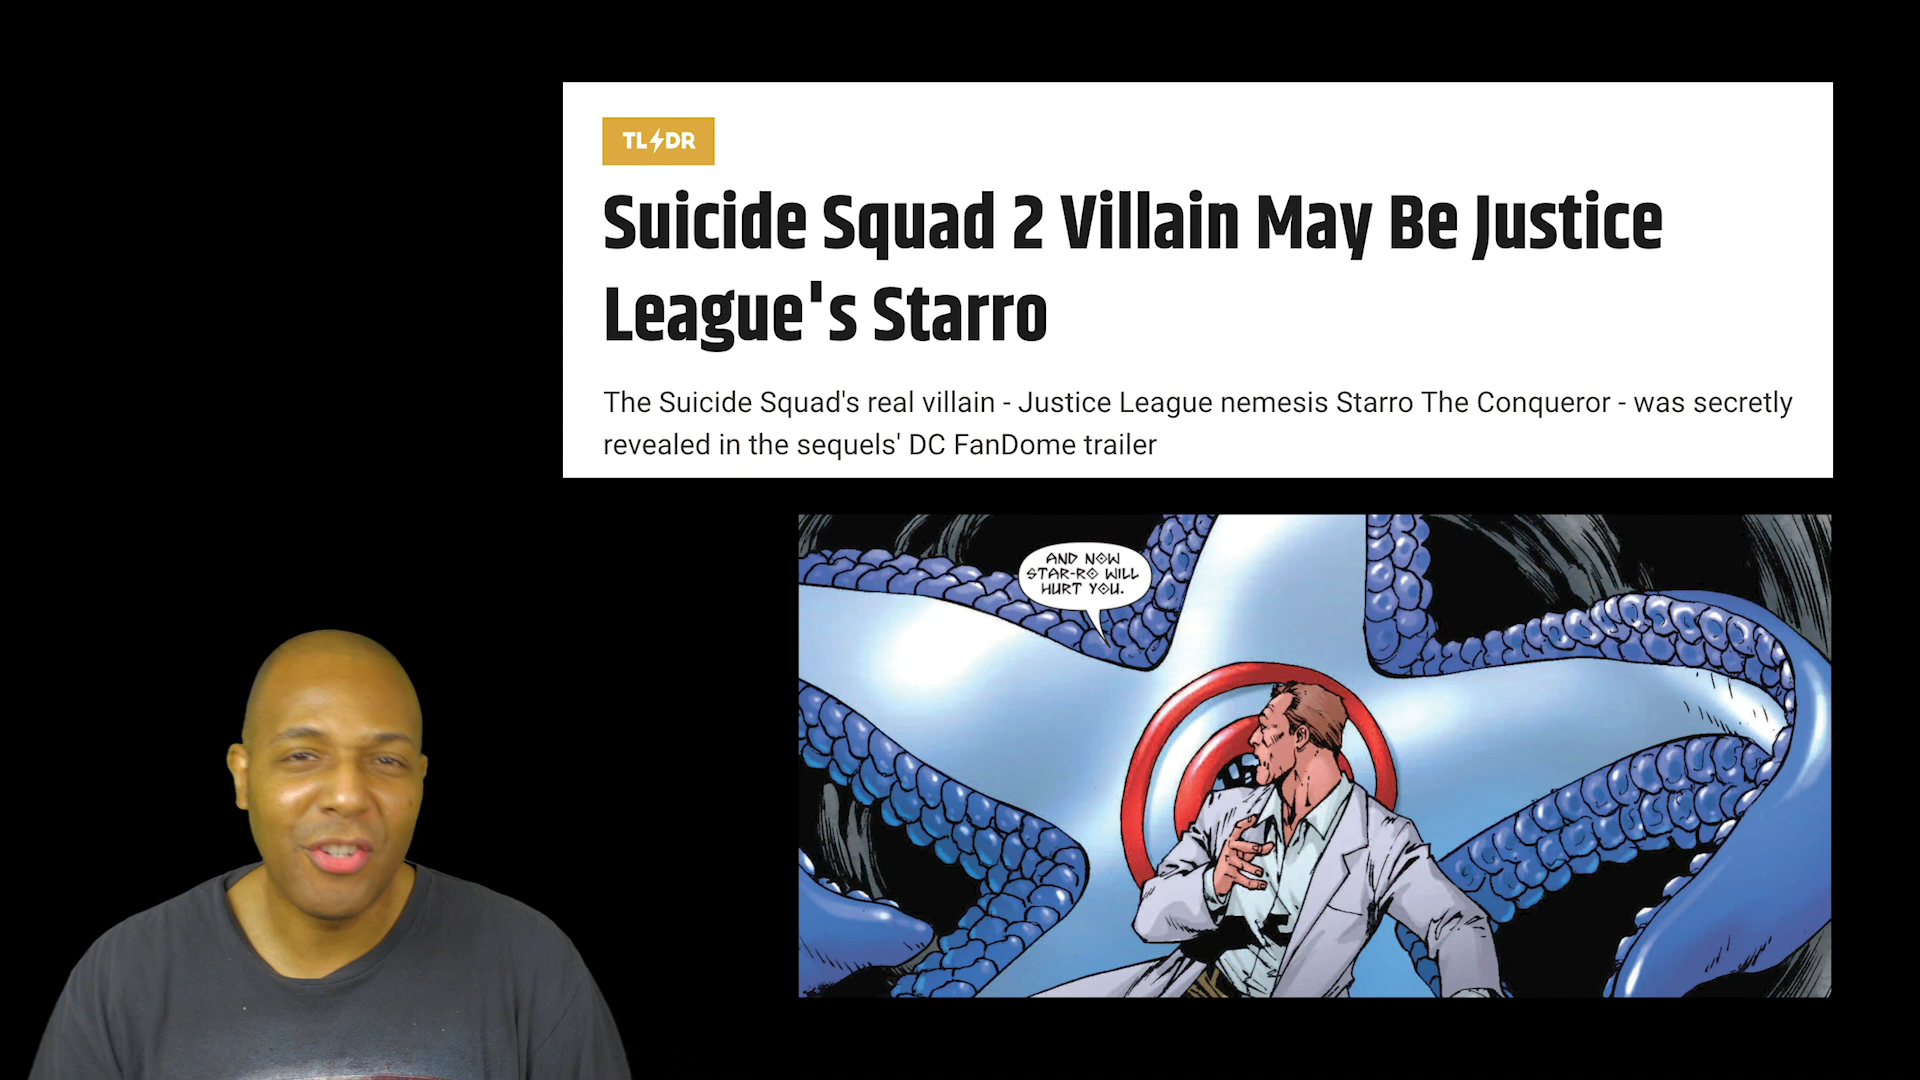 TL DR
Suicide Squad 2 Villain May Be Justice
League's Starro
The Suicide Squad's real villain - Justice League nemesis Starro The Conqueror - was secretly
revealed in the sequels' DC FanDome trailer
AND NOW
STAR-RO WILL
HURT YOU.